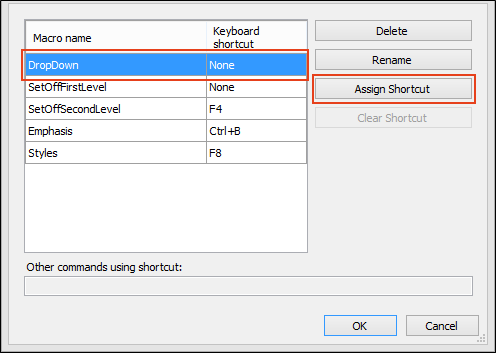 Macro name Keyboard shortcut
DropDown None
SetOffFirstLevel None
SetOffSecondLevel F4
Emphasis Ctrl+B
Styles F8
Delete
Rename
Assign Shortcut
Clear Shortcut
Other commands using shortcut:
OK Cancel